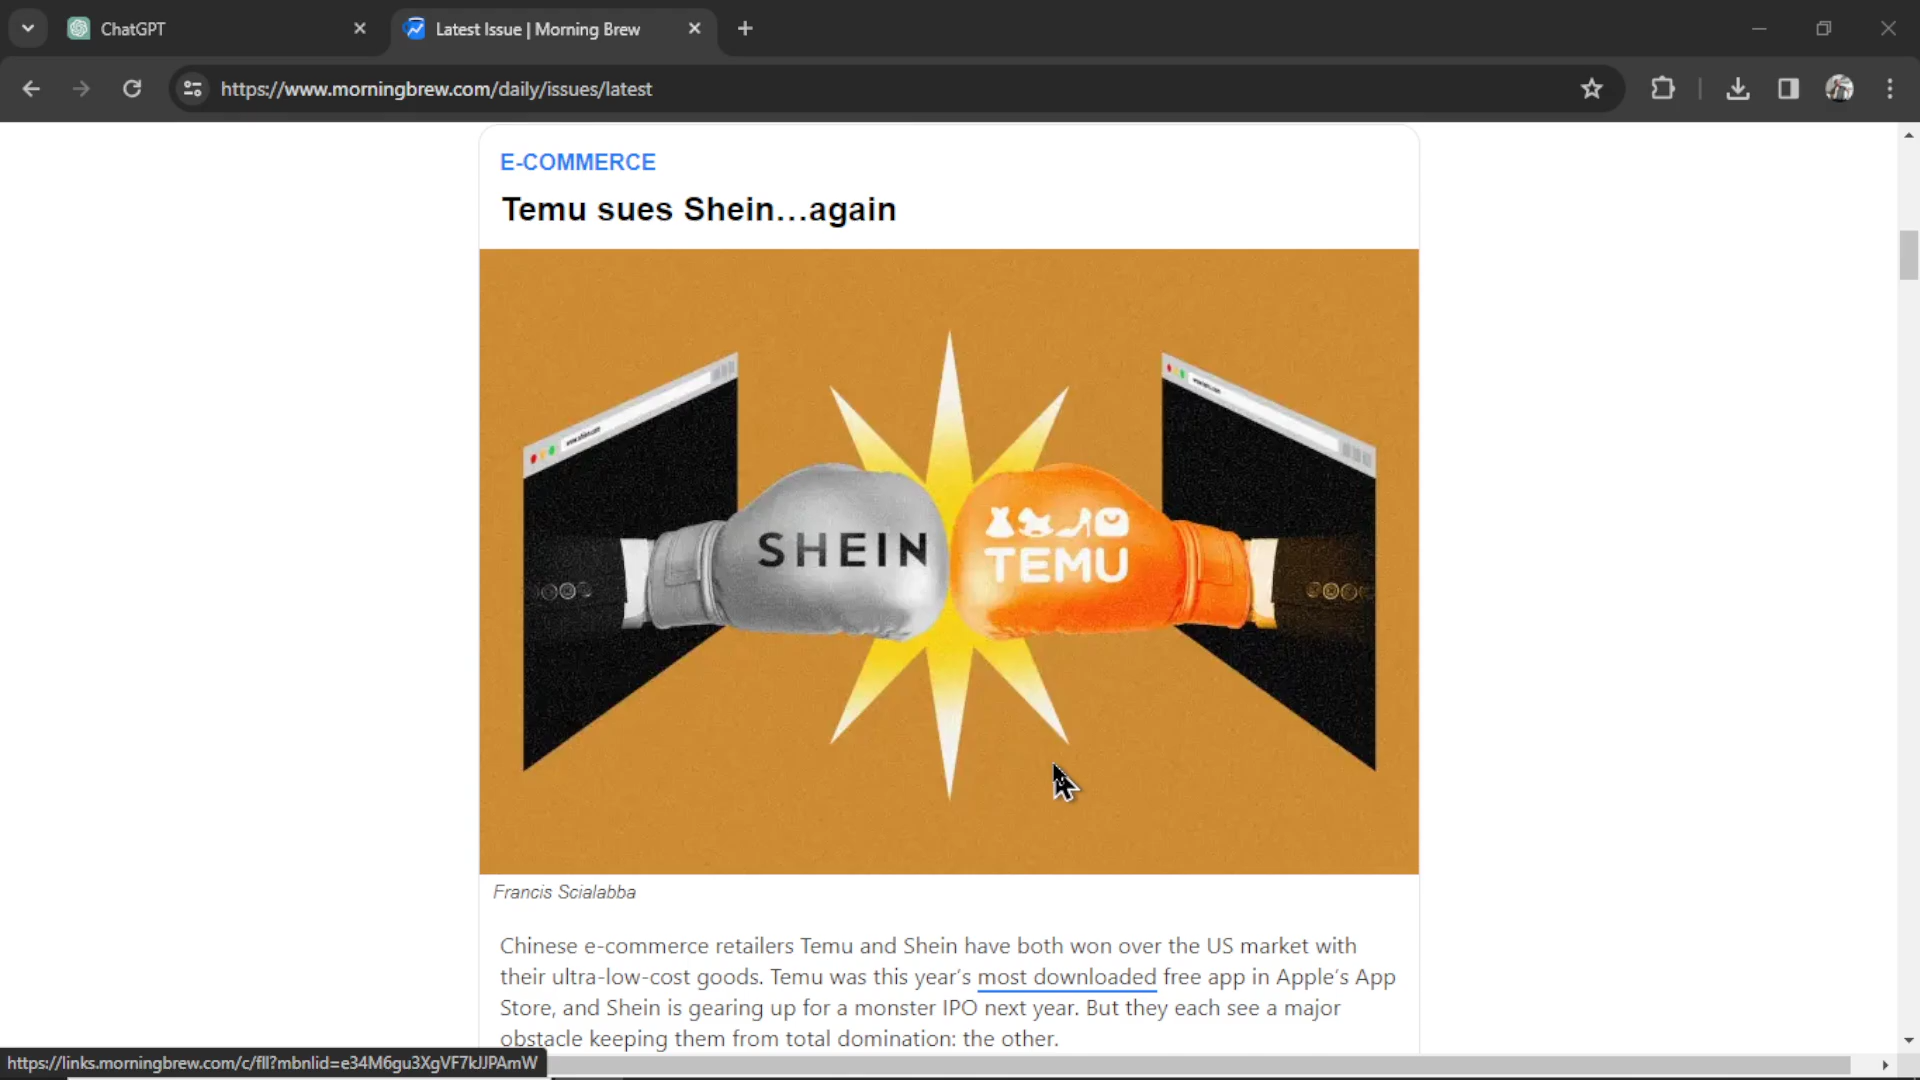 ChatGPT
Latest Issue | Morning Brew
https://www.morningbrew.com/daily/issues/latest
E-COMMERCE
Temu sues Shein...again
www.shein.com
SHEIN
TEMU
Francis Scialabba
Chinese e-commerce retailers Temu and Shein have both won over the US market with
their ultra-low-cost goods. Temu was this year's most downloaded free app in Apple's App
Store, and Shein is gearing up for a monster IPO next year. But they each see a major
obstacle keeping them from total domination: the other.
https://links.morningbrew.com/c/fll?mbnlid=e34M6gu3XgVF7kJJPAmW